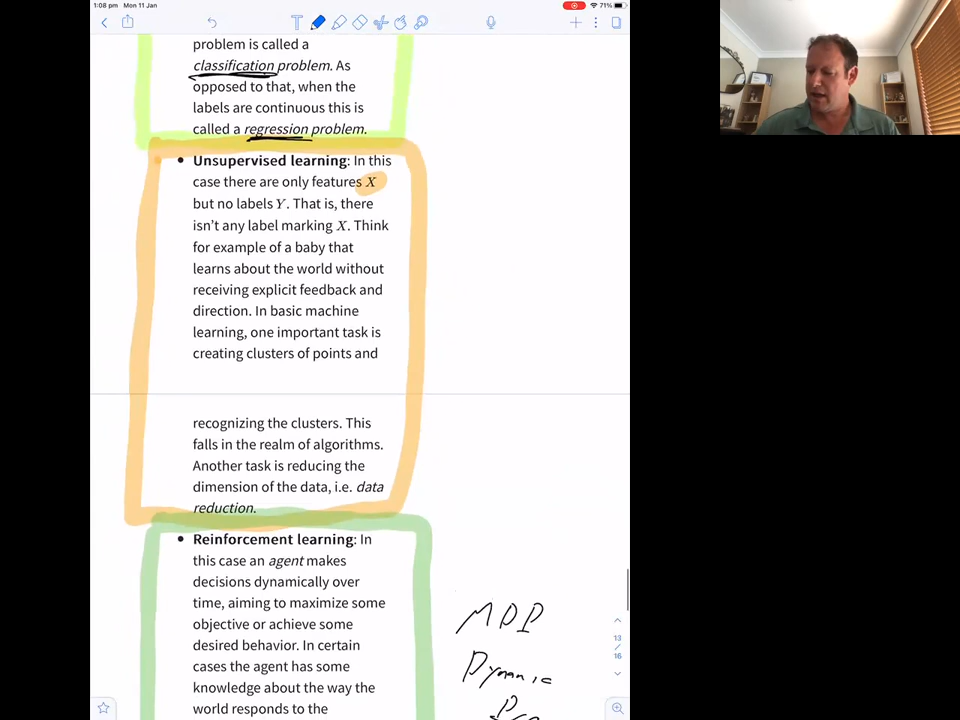 1:08 pm Mon 11 Jan
71%
problem is called a
classification problem. As
opposed to that, when the
labels are continuous this is
called a regression problem.
• Unsupervised learning: In this
case there are only features X
but no labels Y. That is, there
isn't any label marking X. Think
for example of a baby that
learns about the world without
receiving explicit feedback and
direction. In basic machine
learning, one important task is
creating clusters of points and
recognizing the clusters. This
falls in the realm of algorithms.
Another task is reducing the
dimension of the data, i.e. data
reduction.
• Reinforcement learning: In
this case an agent makes
decisions dynamically over
time, aiming to maximize some
objective or achieve some
desired behavior. In certain
cases the agent has some
knowledge about the way the
world responds to the
MDP
Dynamic
13
/
16